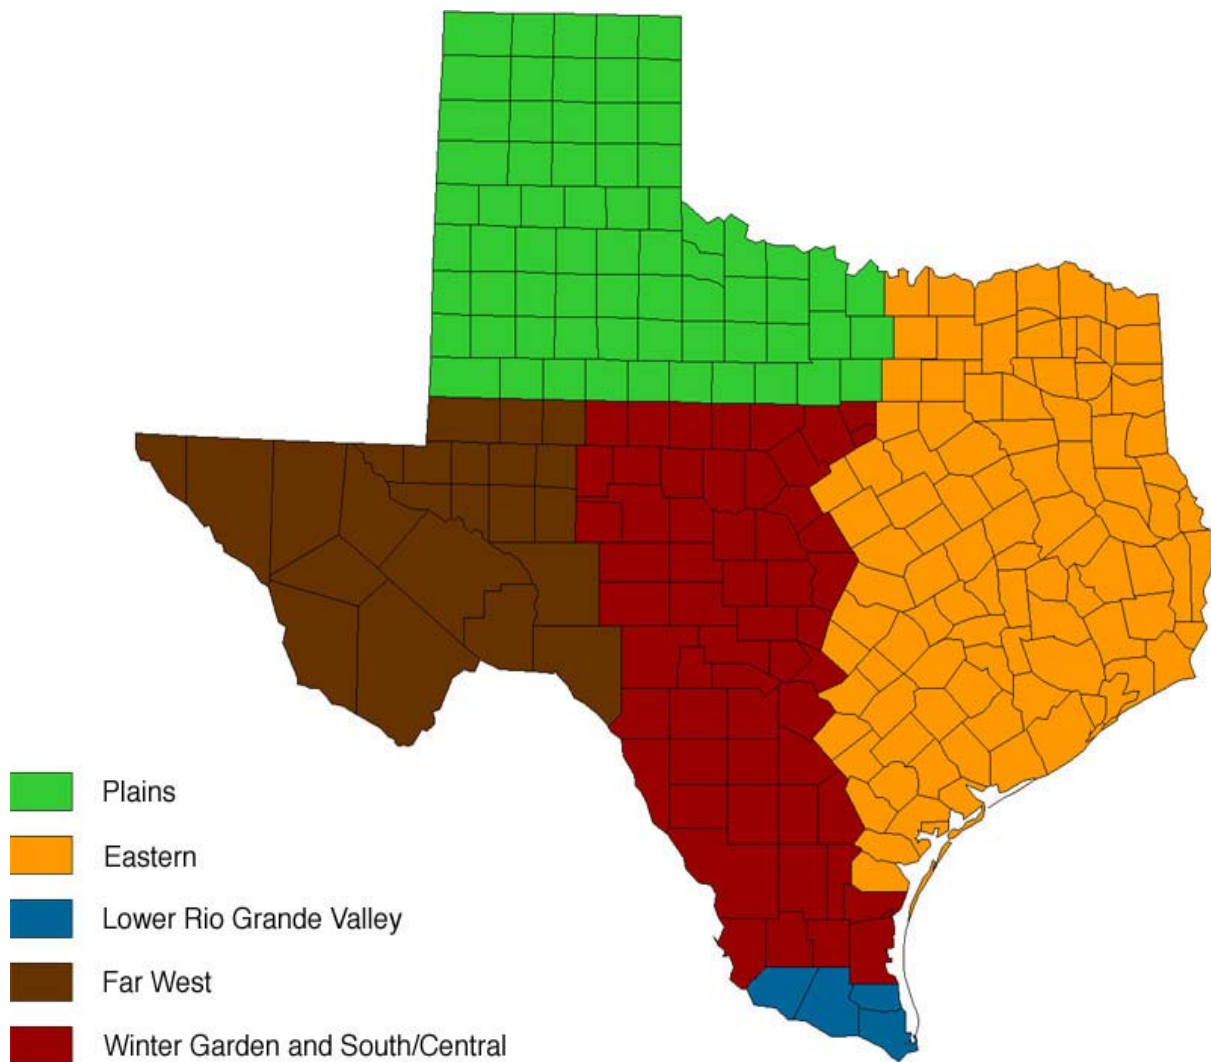 Plains
Eastern
Lower Rio Grande Valley
Far West
Winter Garden and South/Central